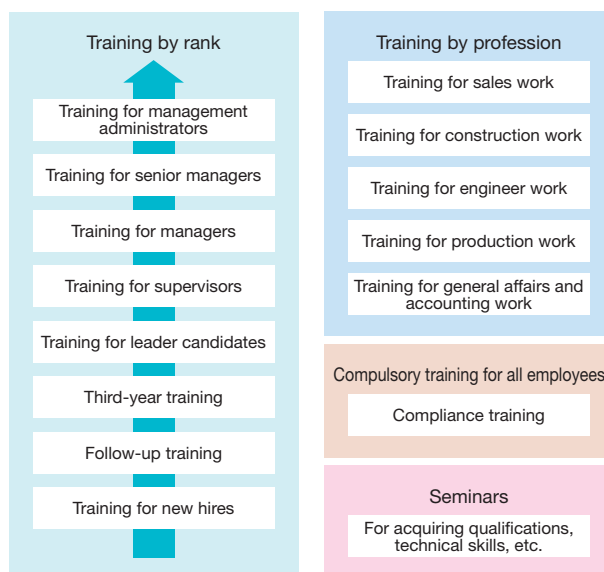 Training by rank
Training for management
administrators
Training for senior managers
Training for managers
Training for supervisors
Training for leader candidates
Third-year training
Follow-up training
Training for new hires
Training by profession
Training for sales work
Training for construction work
Training for engineer work
Training for production work
Training for general affairs and
accounting work
Compulsory training for all employees
Compliance training
Seminars
For acquiring qualifications,
technical skills, etc.